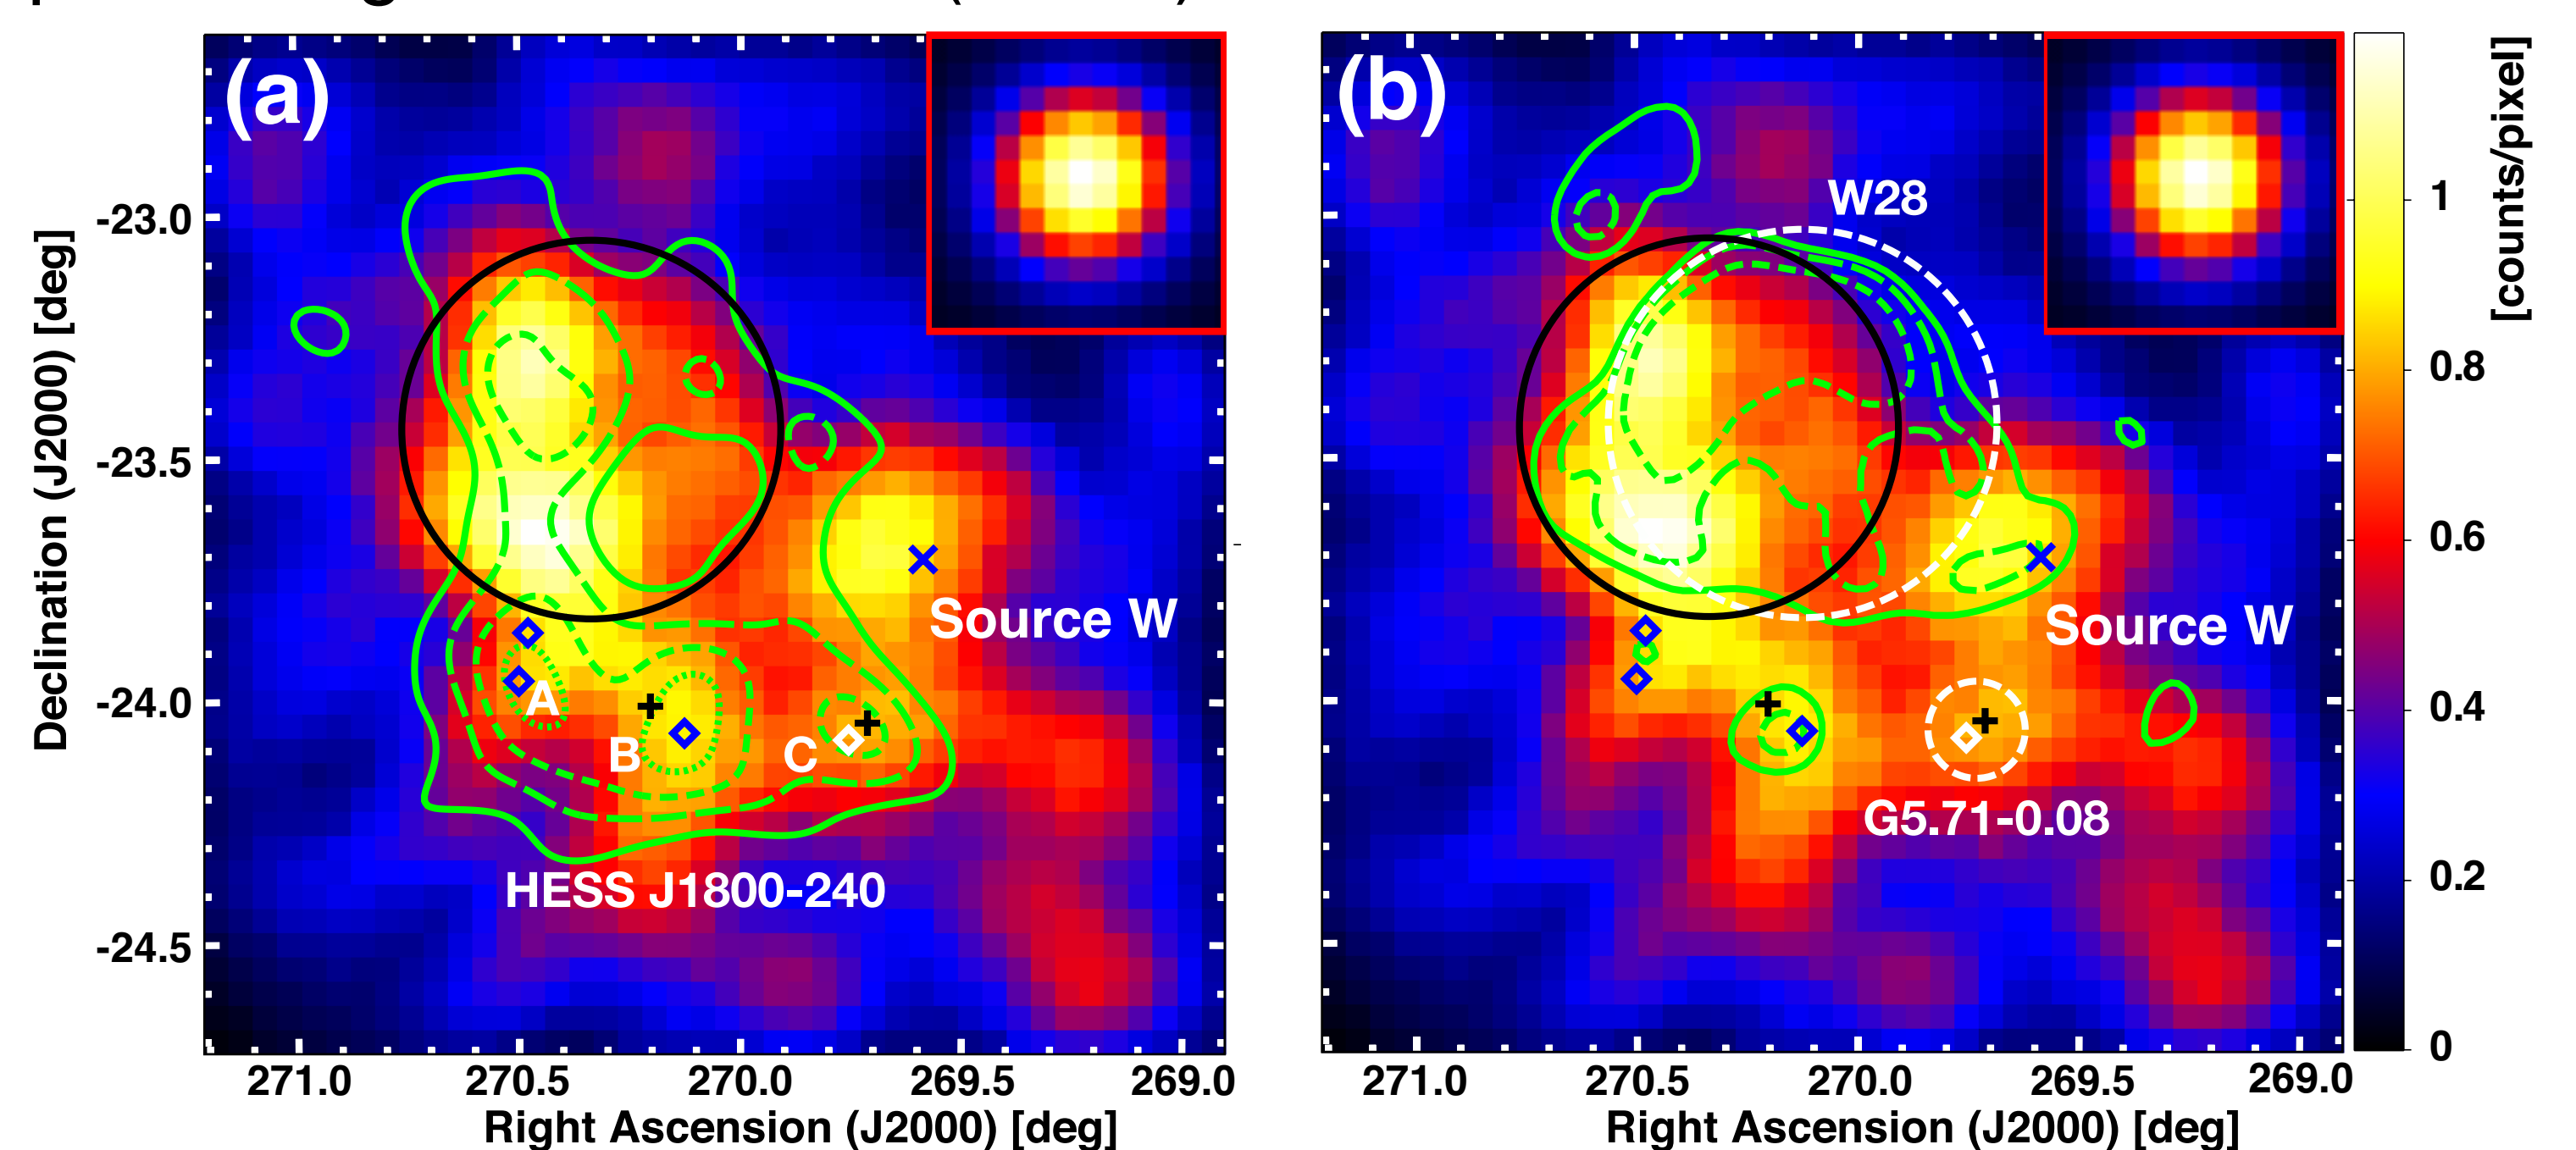 (a)
-23.0
-23.5
-24.0
-24.5
Declination (J2000) [deg]
Source W
A
B
C
HESS J1800-240
271.0 270.5 270.0 269.5 269.0
Right Ascension (J2000) [deg]
(b)
W28
Source W
G5.71-0.08
271.0 270.5 270.0 269.5 269.0
Right Ascension (J2000) [deg]
[counts/pixel]
1
0.8
0.6
0.4
0.2
0